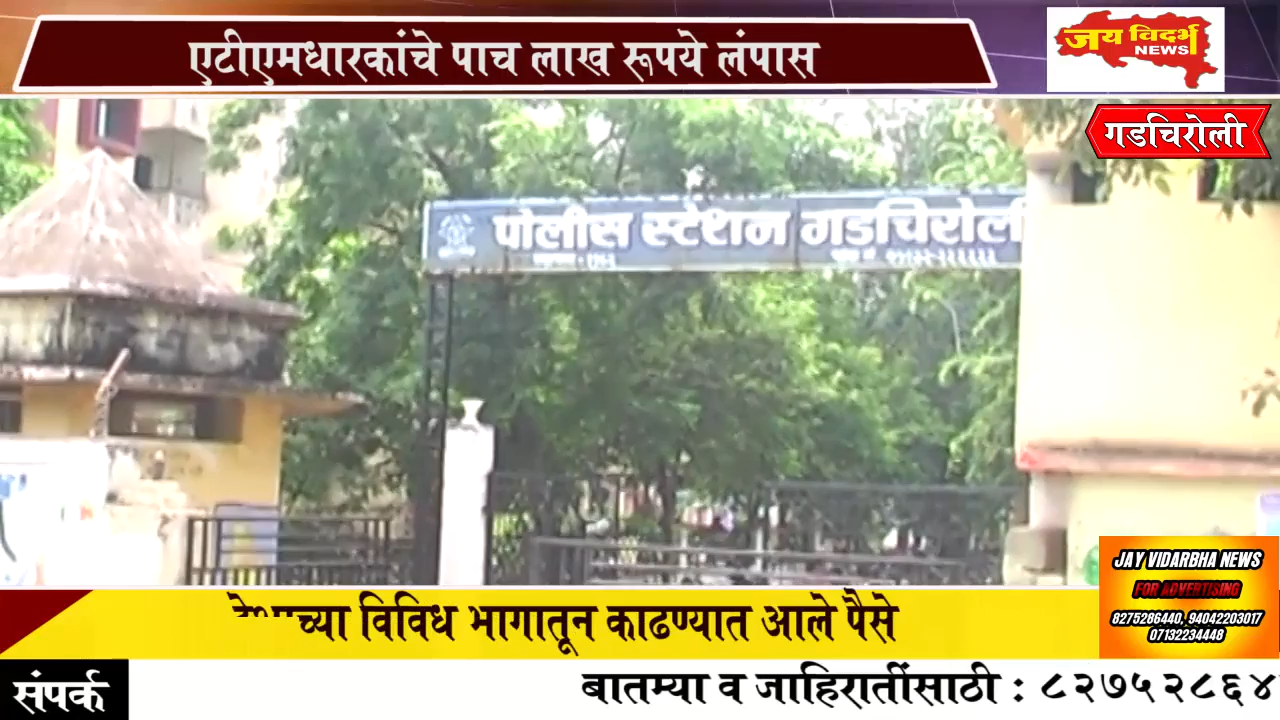 एटीएमधारकांचे पाच लाख रूपये लंपास
जय विदर्भ
NEWS
गडचिरोली
पोलीस स्टेशन गडचिरोली
JAY VIDARBHA NEWS
FOR ADVERTISING
8275286440, 94042203017
07132234448
विविध भागातून काढण्यात आले पैसे
संपर्क
बातम्या व जाहिरातींसाठी : ८२७५२८६४